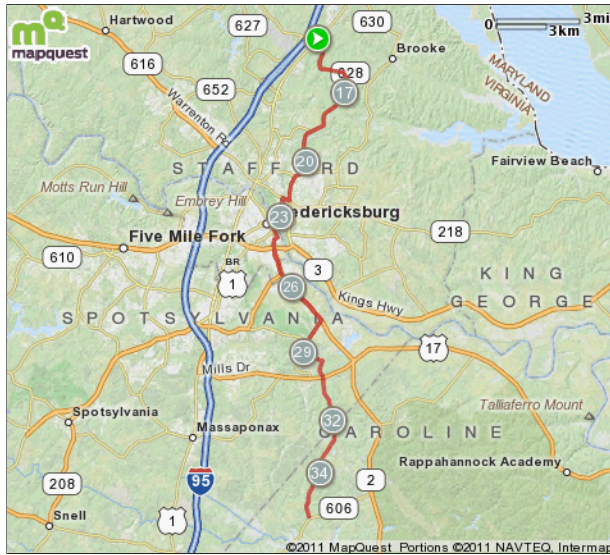 mQ
mapquest
Hartwood
627
630
0
3mi
3km
616
Brooke
628
652
17
MARYLAND
VIRGINIA
Warrenton Rd
20
STAFFORD
Fairview Beach
Motts Run Hill
Embrey Hill
23
edericksburg
Five Mile Fork
218
610
BR
1
3
KING
GEORGE
26
Kings Hwy
SPOTSYLVANIA
29
17
Mills Dr
Spotsylvania
Massaponax
32
CAROLINE
Talliaferro Mount
34
Rappahannock Academy
95
208
2
606
Snell
1
©2011 MapQuest Portions ©2011 NAVTEQ, Intermap